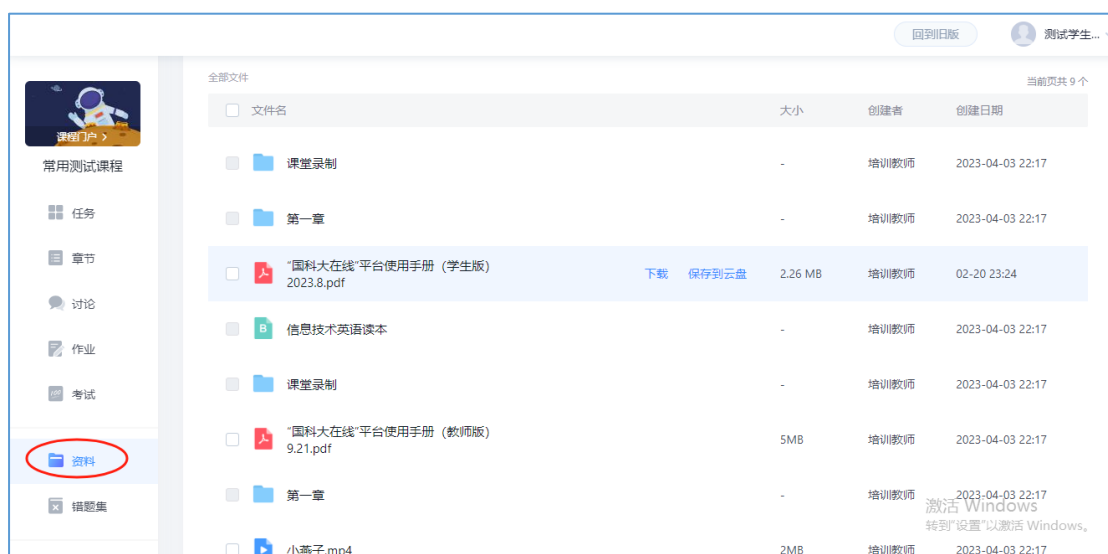 回到旧版 测试学生...
课程门户 >
常用测试课程
任务
章节
讨论
作业
考试
资料
错题集
全部文件 当前页共 9 个
文件名 大小 创建者 创建日期
课堂录制 - 培训教师 2023-04-03 22:17
第一章 - 培训教师 2023-04-03 22:17
“国科大在线”平台使用手册（学生版）
2023.8.pdf 下载 保存到云盘 2.26 MB 培训教师 02-20 23:24
B 信息技术英语读本 - 培训教师 2023-04-03 22:17
课堂录制 - 培训教师 2023-04-03 22:17
“国科大在线”平台使用手册（教师版）
9.21.pdf 5MB 培训教师 2023-04-03 22:17
第一章 - 培训教师 2023-04-03 22:17
小燕子.mp4 2MB 培训教师 2023-04-03 22:17
激活 Windows
转到“设置”以激活 Windows。